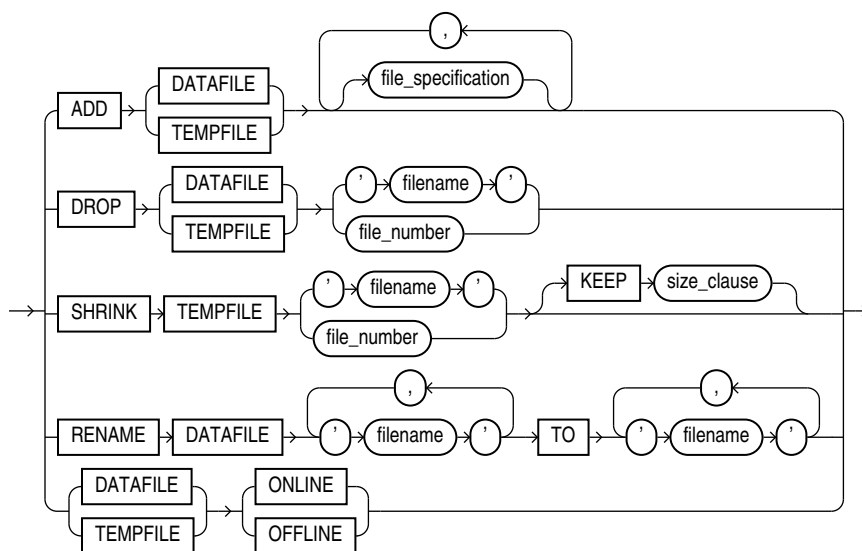 ,
DATAFILE file_specification
ADD
TEMPFILE
DATAFILE ' filename '
DROP
TEMPFILE file_number
' filename ' KEEP size_clause
SHRINK TEMPFILE
file_number
, ,
RENAME DATAFILE ' filename ' TO ' filename '
DATAFILE ONLINE
TEMPFILE OFFLINE